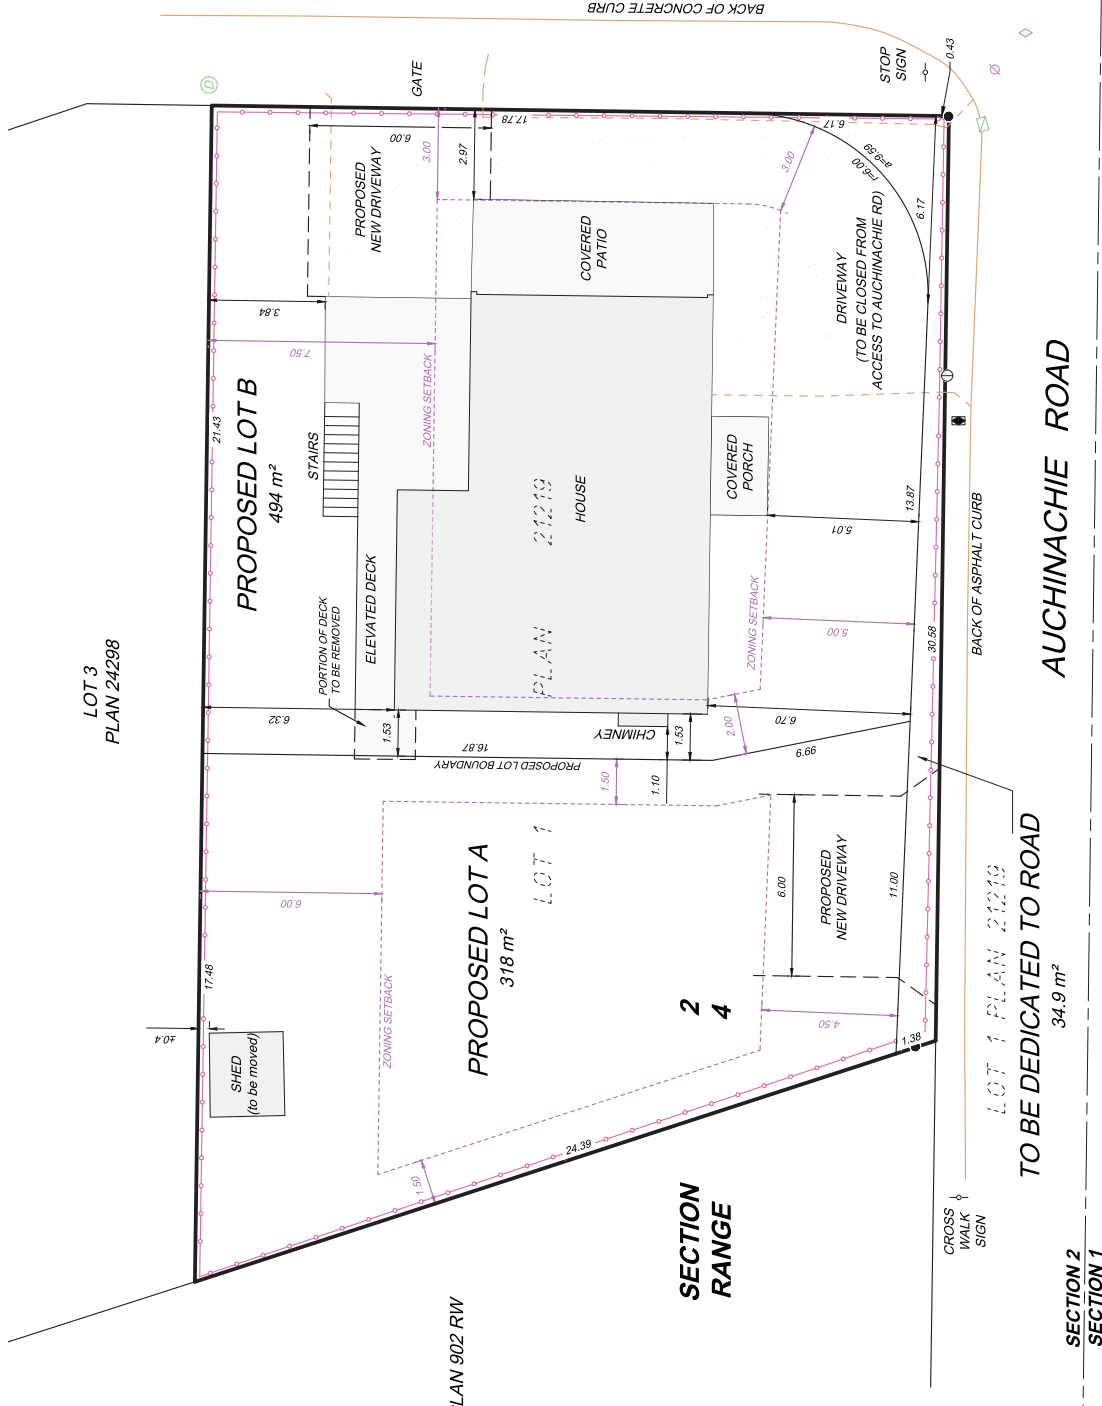 BACK OF CONCRETE CURB
GATE
STOP
SIGN
0.43
D
6.00
3.00
2.97
17.78
6.17
3.00
a=9.59
r=6.00
6.17
PROPOSED
NEW DRIVEWAY
COVERED
PATIO
DRIVEWAY
(TO BE CLOSED FROM
ACCESS TO AUCHINACHIE RD)
3.84
7.50
ZONING SETBACK
21.43
PROPOSED LOT B
494 m²
STAIRS
COVERED
PORCH
PLAN 21219
HOUSE
13.87
5.01
BACK OF ASPHALT CURB
AUCHINACHIE ROAD
ELEVATED DECK
PORTION OF DECK
TO BE REMOVED
ZONING SETBACK
5.00
30.58
LOT 3
PLAN 24298
6.32
1.53
16.87
PROPOSED LOT BOUNDARY
CHIMNEY
1.53
2.00
6.70
9.99
1.50
1.10
6.00
17.48
PROPOSED LOT A
318 m²
LOT 1
6.00
PROPOSED
NEW DRIVEWAY
11.00
ZONING SETBACK
2
4
4.50
1.38
±0.4
SHED
(to be moved)
24.39
1.50
SECTION
RANGE
LOT 1 PLAN 21219
TO BE DEDICATED TO ROAD
34.9 m²
CROSS
WALK
SIGN
LAN 902 RW
SECTION 2
SECTION 1